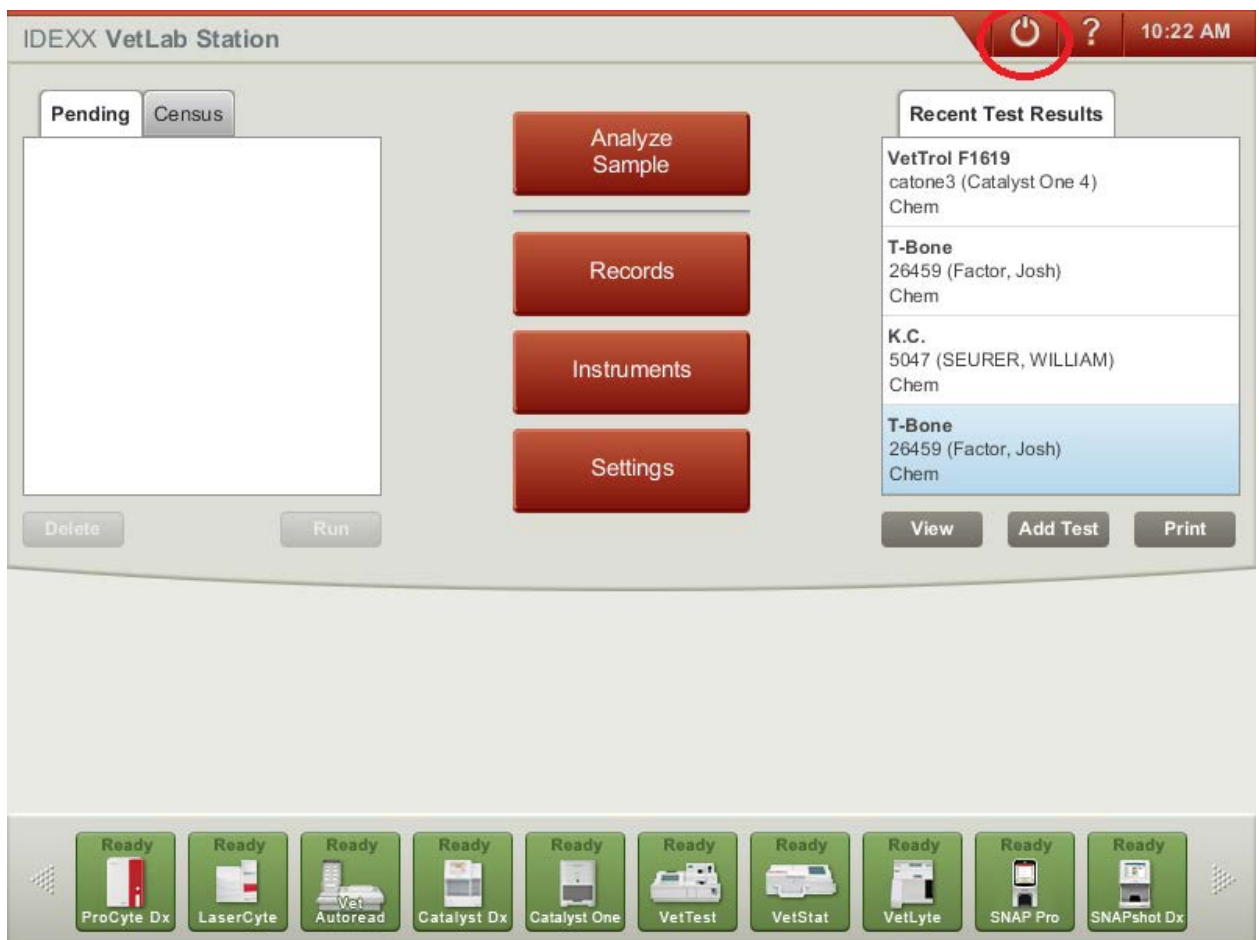 IDEXX VetLab Station
? 10:22 AM
Pending Census
Analyze
Sample
Records
Instruments
Settings
Recent Test Results
VetTrol F1619
catone3 (Catalyst One 4)
Chem
T-Bone
26459 (Factor, Josh)
Chem
K.C.
5047 (SEURER, WILLIAM)
Chem
T-Bone
26459 (Factor, Josh)
Chem
Delete Run
View Add Test Print
Ready Ready Ready Ready Ready Ready Ready Ready Ready Ready
ProCyte Dx LaserCyte Vet Autoread Catalyst Dx Catalyst One VetTest VetStat VetLyte SNAP Pro SNAPshot Dx